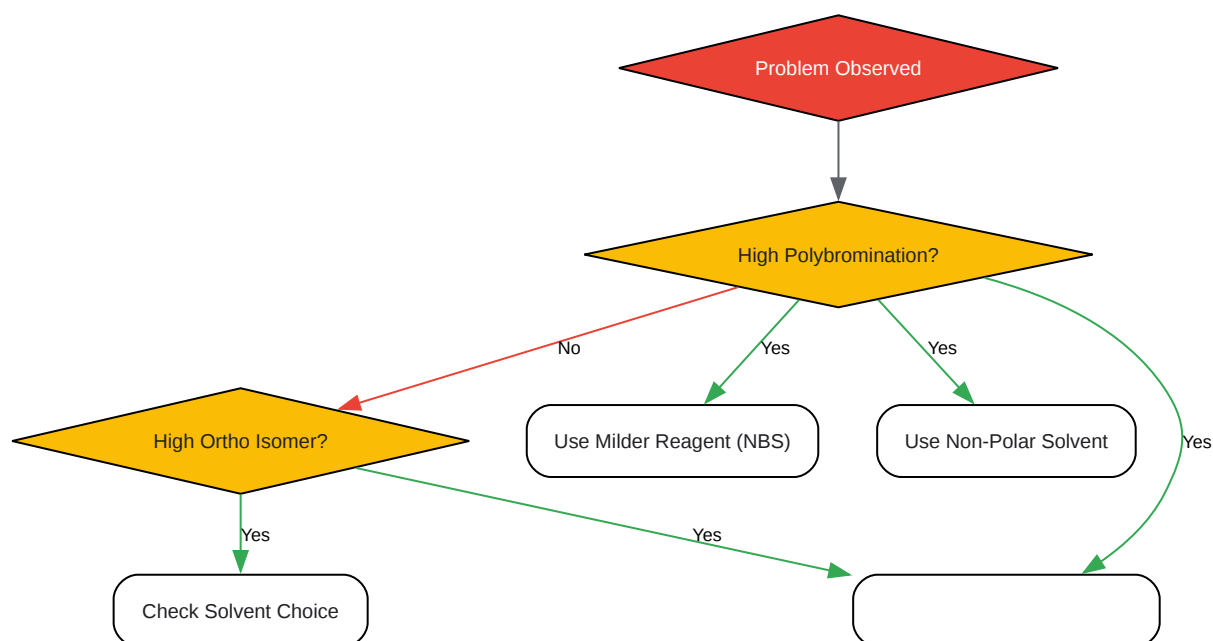 Problem Observed
High Polybromination?
No
Yes
Yes
Yes
High Ortho Isomer?
Use Milder Reagent (NBS)
Use Non-Polar Solvent
Yes
Yes
Check Solvent Choice